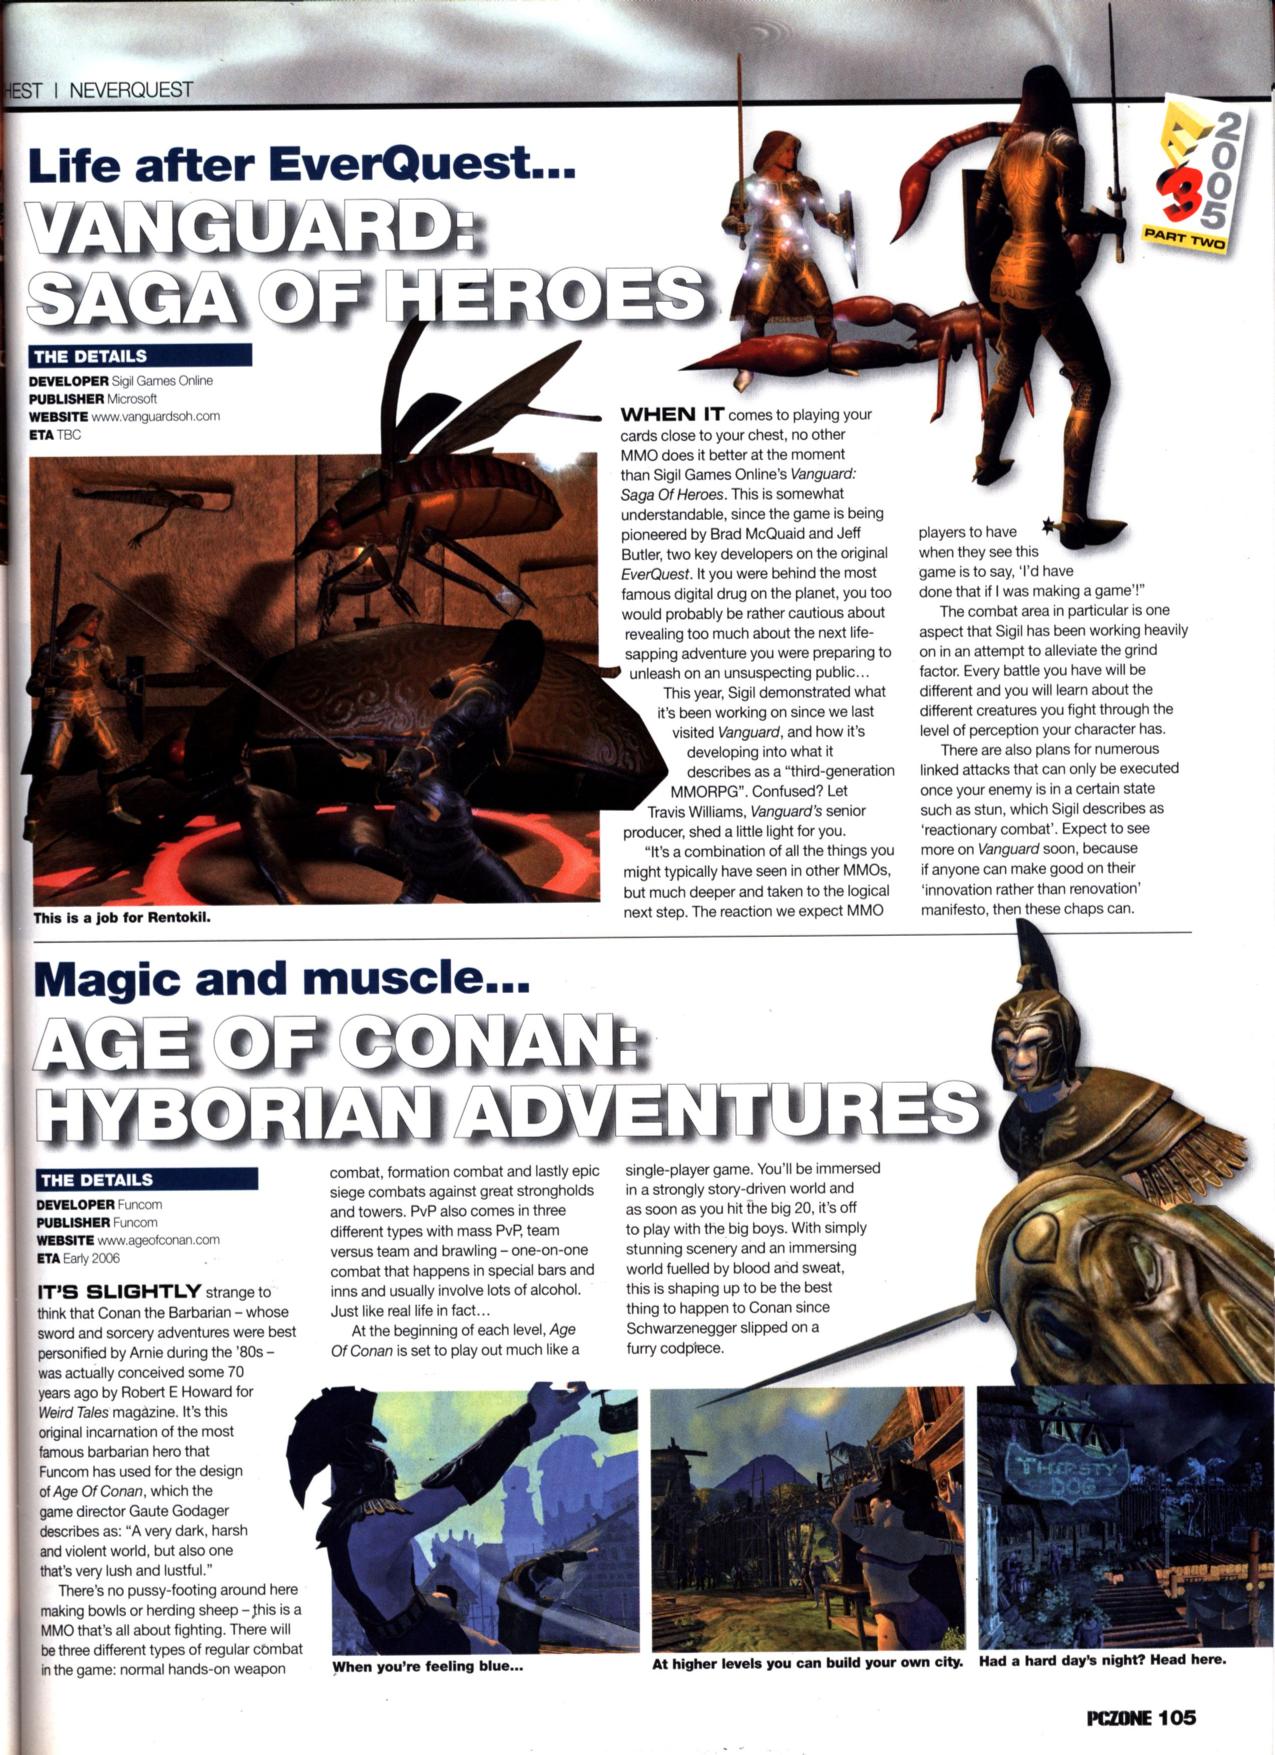 HEST | NEVERQUEST
E3
2005
PART TWO
Life after EverQuest...
VANGUARD:
SAGA OF HEROES
THE DETAILS
DEVELOPER Sigil Games Online
PUBLISHER Microsoft
WEBSITE www.vanguardsoh.com
ETA TBC
This is a job for Rentokil.
WHEN IT comes to playing your
cards close to your chest, no other
MMO does it better at the moment
than Sigil Games Online's Vanguard:
Saga Of Heroes. This is somewhat
understandable, since the game is being
pioneered by Brad McQuaid and Jeff
Butler, two key developers on the original
EverQuest. It you were behind the most
famous digital drug on the planet, you too
would probably be rather cautious about
revealing too much about the next life-
sapping adventure you were preparing to
unleash on an unsuspecting public...
This year, Sigil demonstrated what
it's been working on since we last
visited Vanguard, and how it's
developing into what it
describes as a "third-generation
MMORPG". Confused? Let
Travis Williams, Vanguard's senior
producer, shed a little light for you.
"It's a combination of all the things you
might typically have seen in other MMOs,
but much deeper and taken to the logical
next step. The reaction we expect MMO
players to have
when they see this
game is to say, 'I'd have
done that if I was making a game'!"
The combat area in particular is one
aspect that Sigil has been working heavily
on in an attempt to alleviate the grind
factor. Every battle you have will be
different and you will learn about the
different creatures you fight through the
level of perception your character has.
There are also plans for numerous
linked attacks that can only be executed
once your enemy is in a certain state
such as stun, which Sigil describes as
'reactionary combat'. Expect to see
more on Vanguard soon, because
if anyone can make good on their
'innovation rather than renovation'
manifesto, then these chaps can.
Magic and muscle...
AGE OF CONAN:
HYBORIAN ADVENTURES
THE DETAILS
DEVELOPER Funcom
PUBLISHER Funcom
WEBSITE www.ageofconan.com
ETA Early 2006
IT'S SLIGHTLY strange to
think that Conan the Barbarian – whose
sword and sorcery adventures were best
personified by Arnie during the '80s –
was actually conceived some 70
years ago by Robert E Howard for
Weird Tales magazine. It's this
original incarnation of the most
famous barbarian hero that
Funcom has used for the design
of Age Of Conan, which the
game director Gaute Godager
describes as: "A very dark, harsh
and violent world, but also one
that's very lush and lustful."
There's no pussy-footing around here
making bowls or herding sheep – this is a
MMO that's all about fighting. There will
be three different types of regular combat
in the game: normal hands-on weapon
combat, formation combat and lastly epic
siege combats against great strongholds
and towers. PvP also comes in three
different types with mass PvP, team
versus team and brawling – one-on-one
combat that happens in special bars and
inns and usually involve lots of alcohol.
Just like real life in fact...
At the beginning of each level, Age
Of Conan is set to play out much like a
single-player game. You'll be immersed
in a strongly story-driven world and
as soon as you hit the big 20, it's off
to play with the big boys. With simply
stunning scenery and an immersing
world fuelled by blood and sweat,
this is shaping up to be the best
thing to happen to Conan since
Schwarzenegger slipped on a
furry codpiece.
THIRSTY
DOG
When you're feeling blue...
At higher levels you can build your own city.
Had a hard day's night? Head here.
PCZONE 105